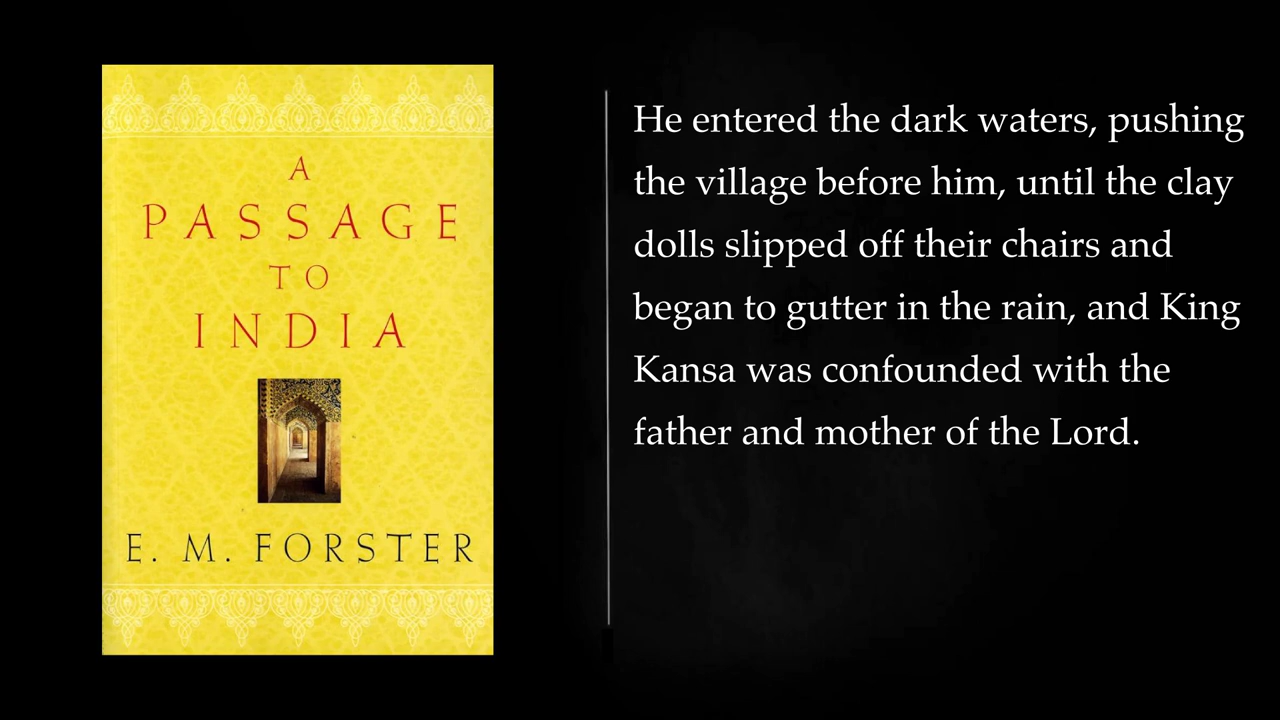 A
PASSAGE
TO
INDIA
E. M. FORSTER
He entered the dark waters, pushing
the village before him, until the clay
dolls slipped off their chairs and
began to gutter in the rain, and King
Kansa was confounded with the
father and mother of the Lord.